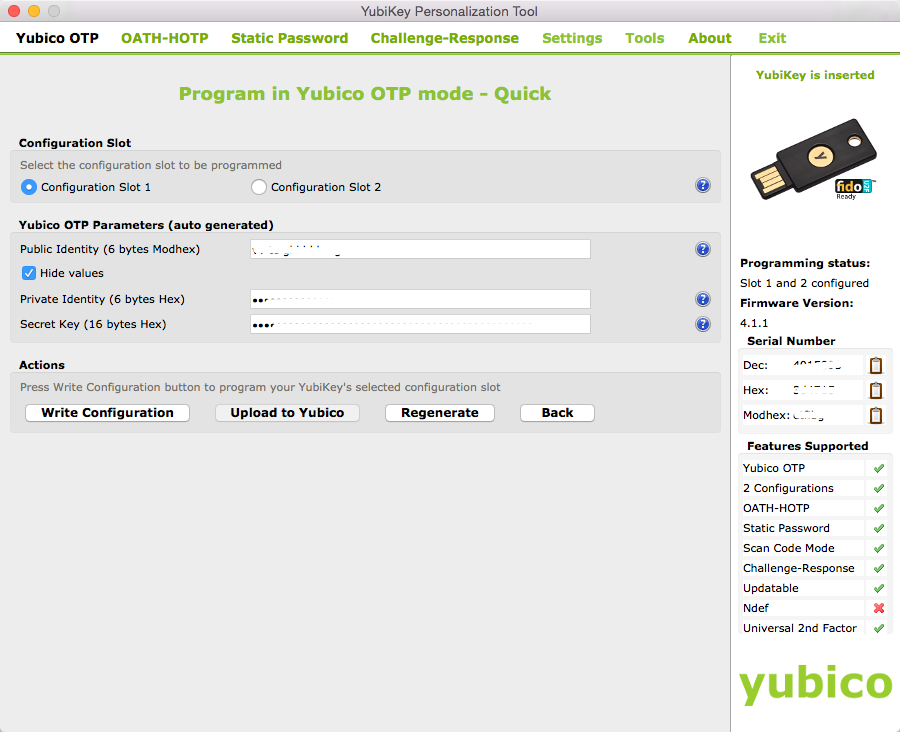 YubiKey Personalization Tool
Yubico OTP OATH-HOTP Static Password Challenge-Response Settings Tools About Exit
YubiKey is inserted
Program in Yubico OTP mode - Quick
Configuration Slot
Select the configuration slot to be programmed
Configuration Slot 1 Configuration Slot 2
Yubico OTP Parameters (auto generated)
Public Identity (6 bytes Modhex)
Hide values
Private Identity (6 bytes Hex)
Secret Key (16 bytes Hex)
Actions
Press Write Configuration button to program your YubiKey's selected configuration slot
Write Configuration Upload to Yubico Regenerate Back
fido
Ready
Programming status:
Slot 1 and 2 configured
Firmware Version:
4.1.1
Serial Number
Dec:
Hex:
Modhex:
Features Supported
Yubico OTP
2 Configurations
OATH-HOTP
Static Password
Scan Code Mode
Challenge-Response
Updatable
Ndef
Universal 2nd Factor
yubico